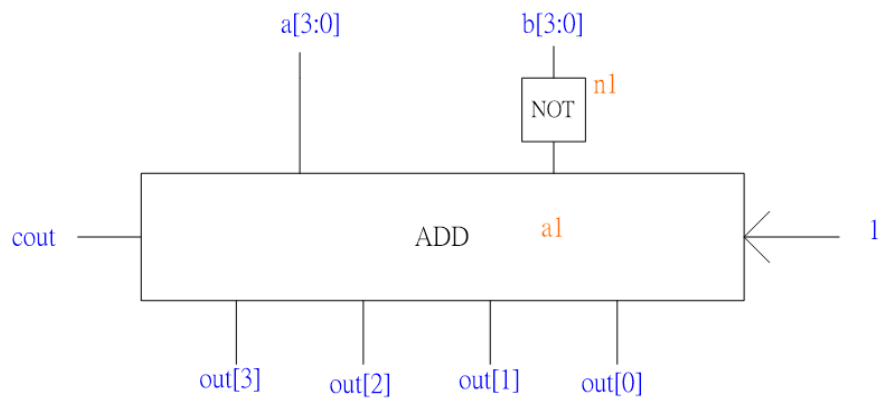 a[3:0] b[3:0]
n1
NOT
cout ADD a1 1
out[3] out[2] out[1] out[0]